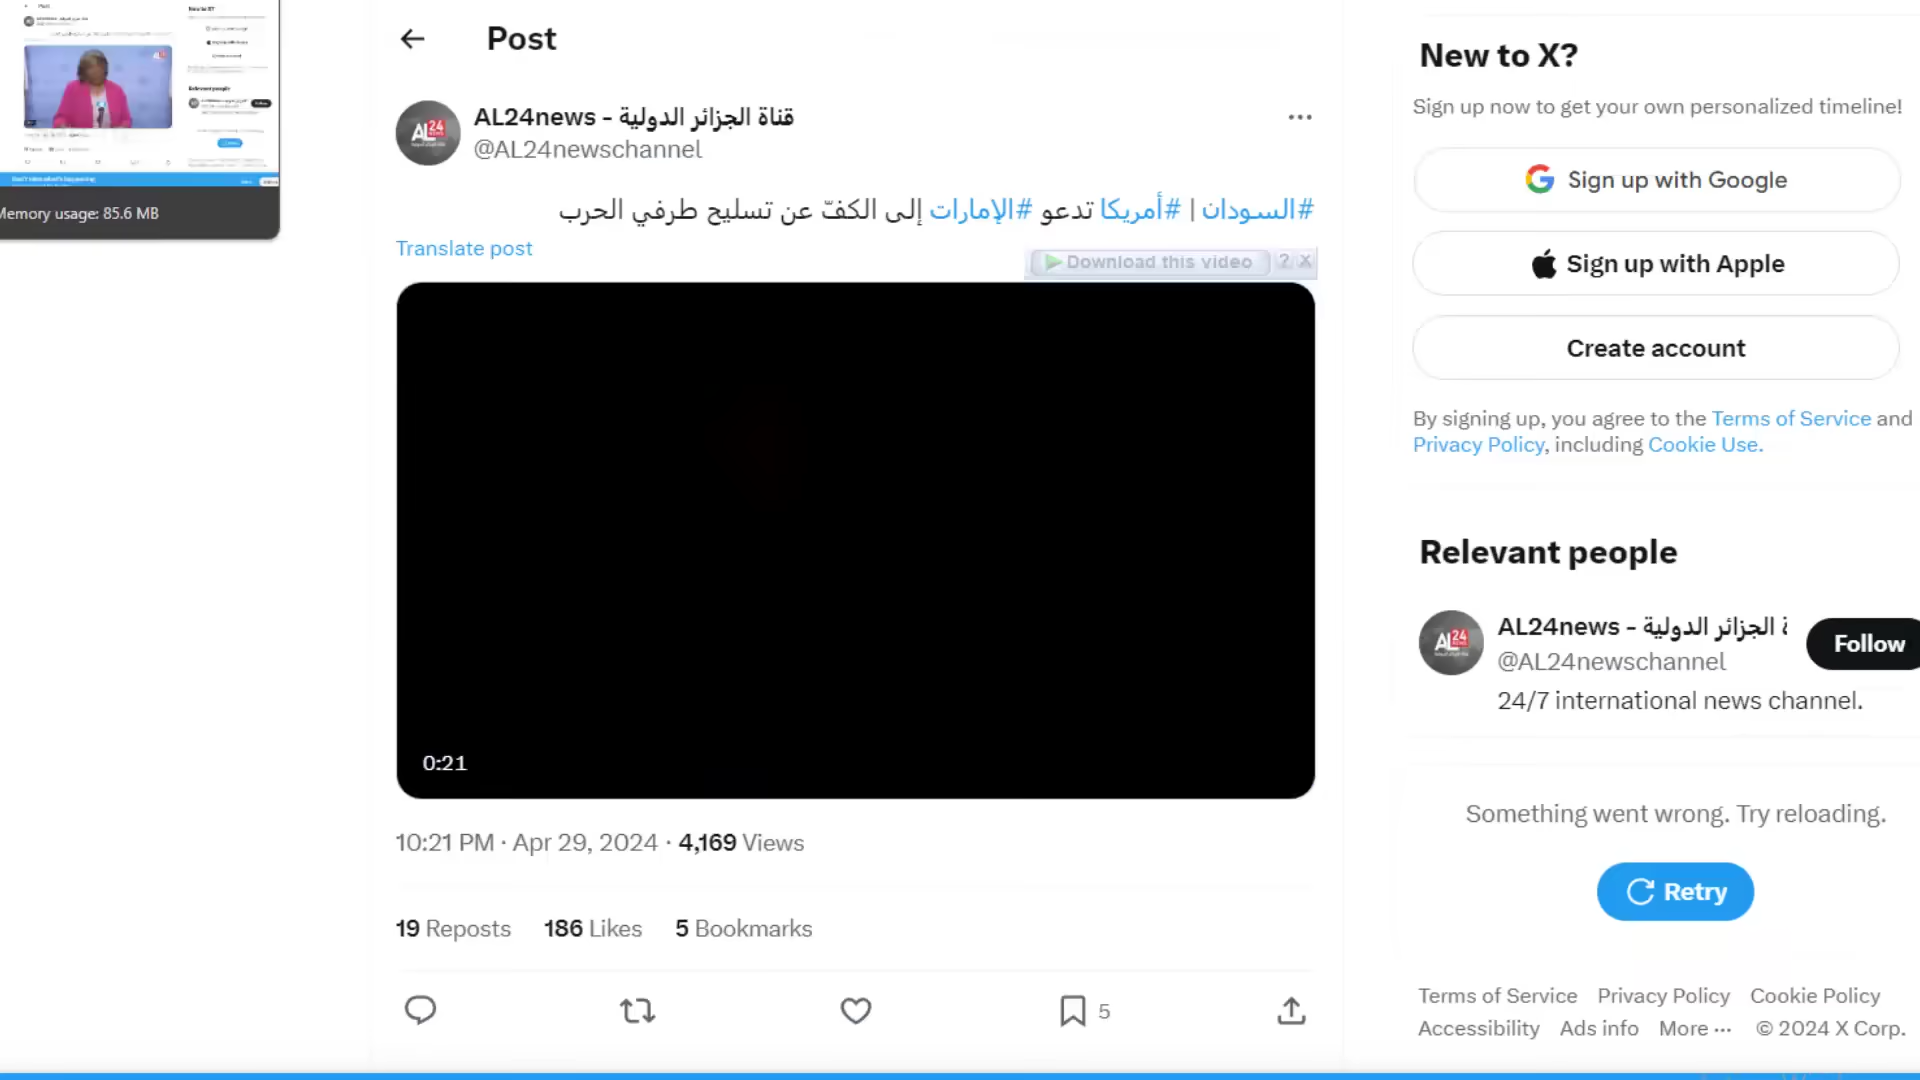 Memory usage: 85.6 MB
Post
AL24news - قناة الجزائر الدولية
@AL24newschannel
#السودان | #أمريكا تدعو #الإمارات إلى الكفّ عن تسليح طرفي الحرب
Translate post
Download this video ? X
0:21
10:21 PM · Apr 29, 2024 · 4,169 Views
19 Reposts 186 Likes 5 Bookmarks
5
New to X?
Sign up now to get your own personalized timeline!
Sign up with Google
Sign up with Apple
Create account
By signing up, you agree to the Terms of Service and
Privacy Policy, including Cookie Use.
Relevant people
AL24news - ة الجزائر الدولية
@AL24newschannel
Follow
24/7 international news channel.
Something went wrong. Try reloading.
Retry
Terms of Service Privacy Policy Cookie Policy
Accessibility Ads info More ··· © 2024 X Corp.